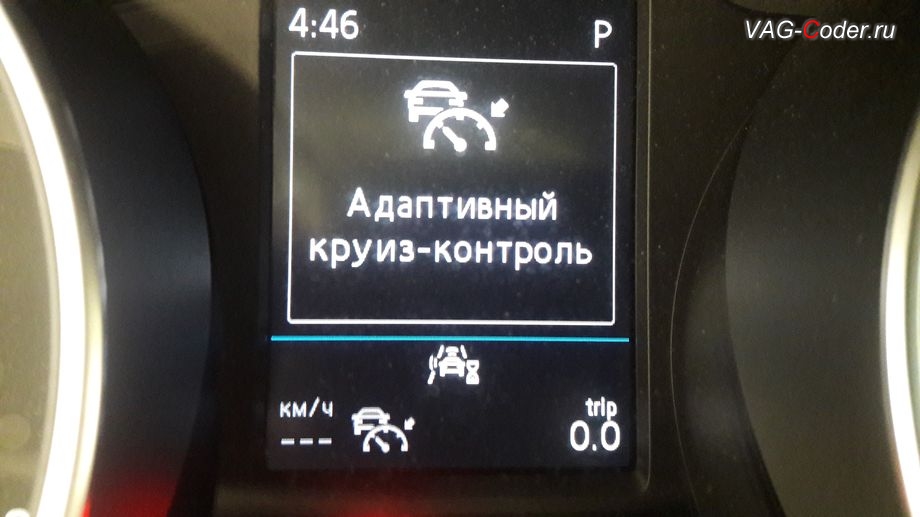 VAG-Coder.ru
4:46 P
Адаптивный
круиз-контроль
км/ч trip
--- 0.0